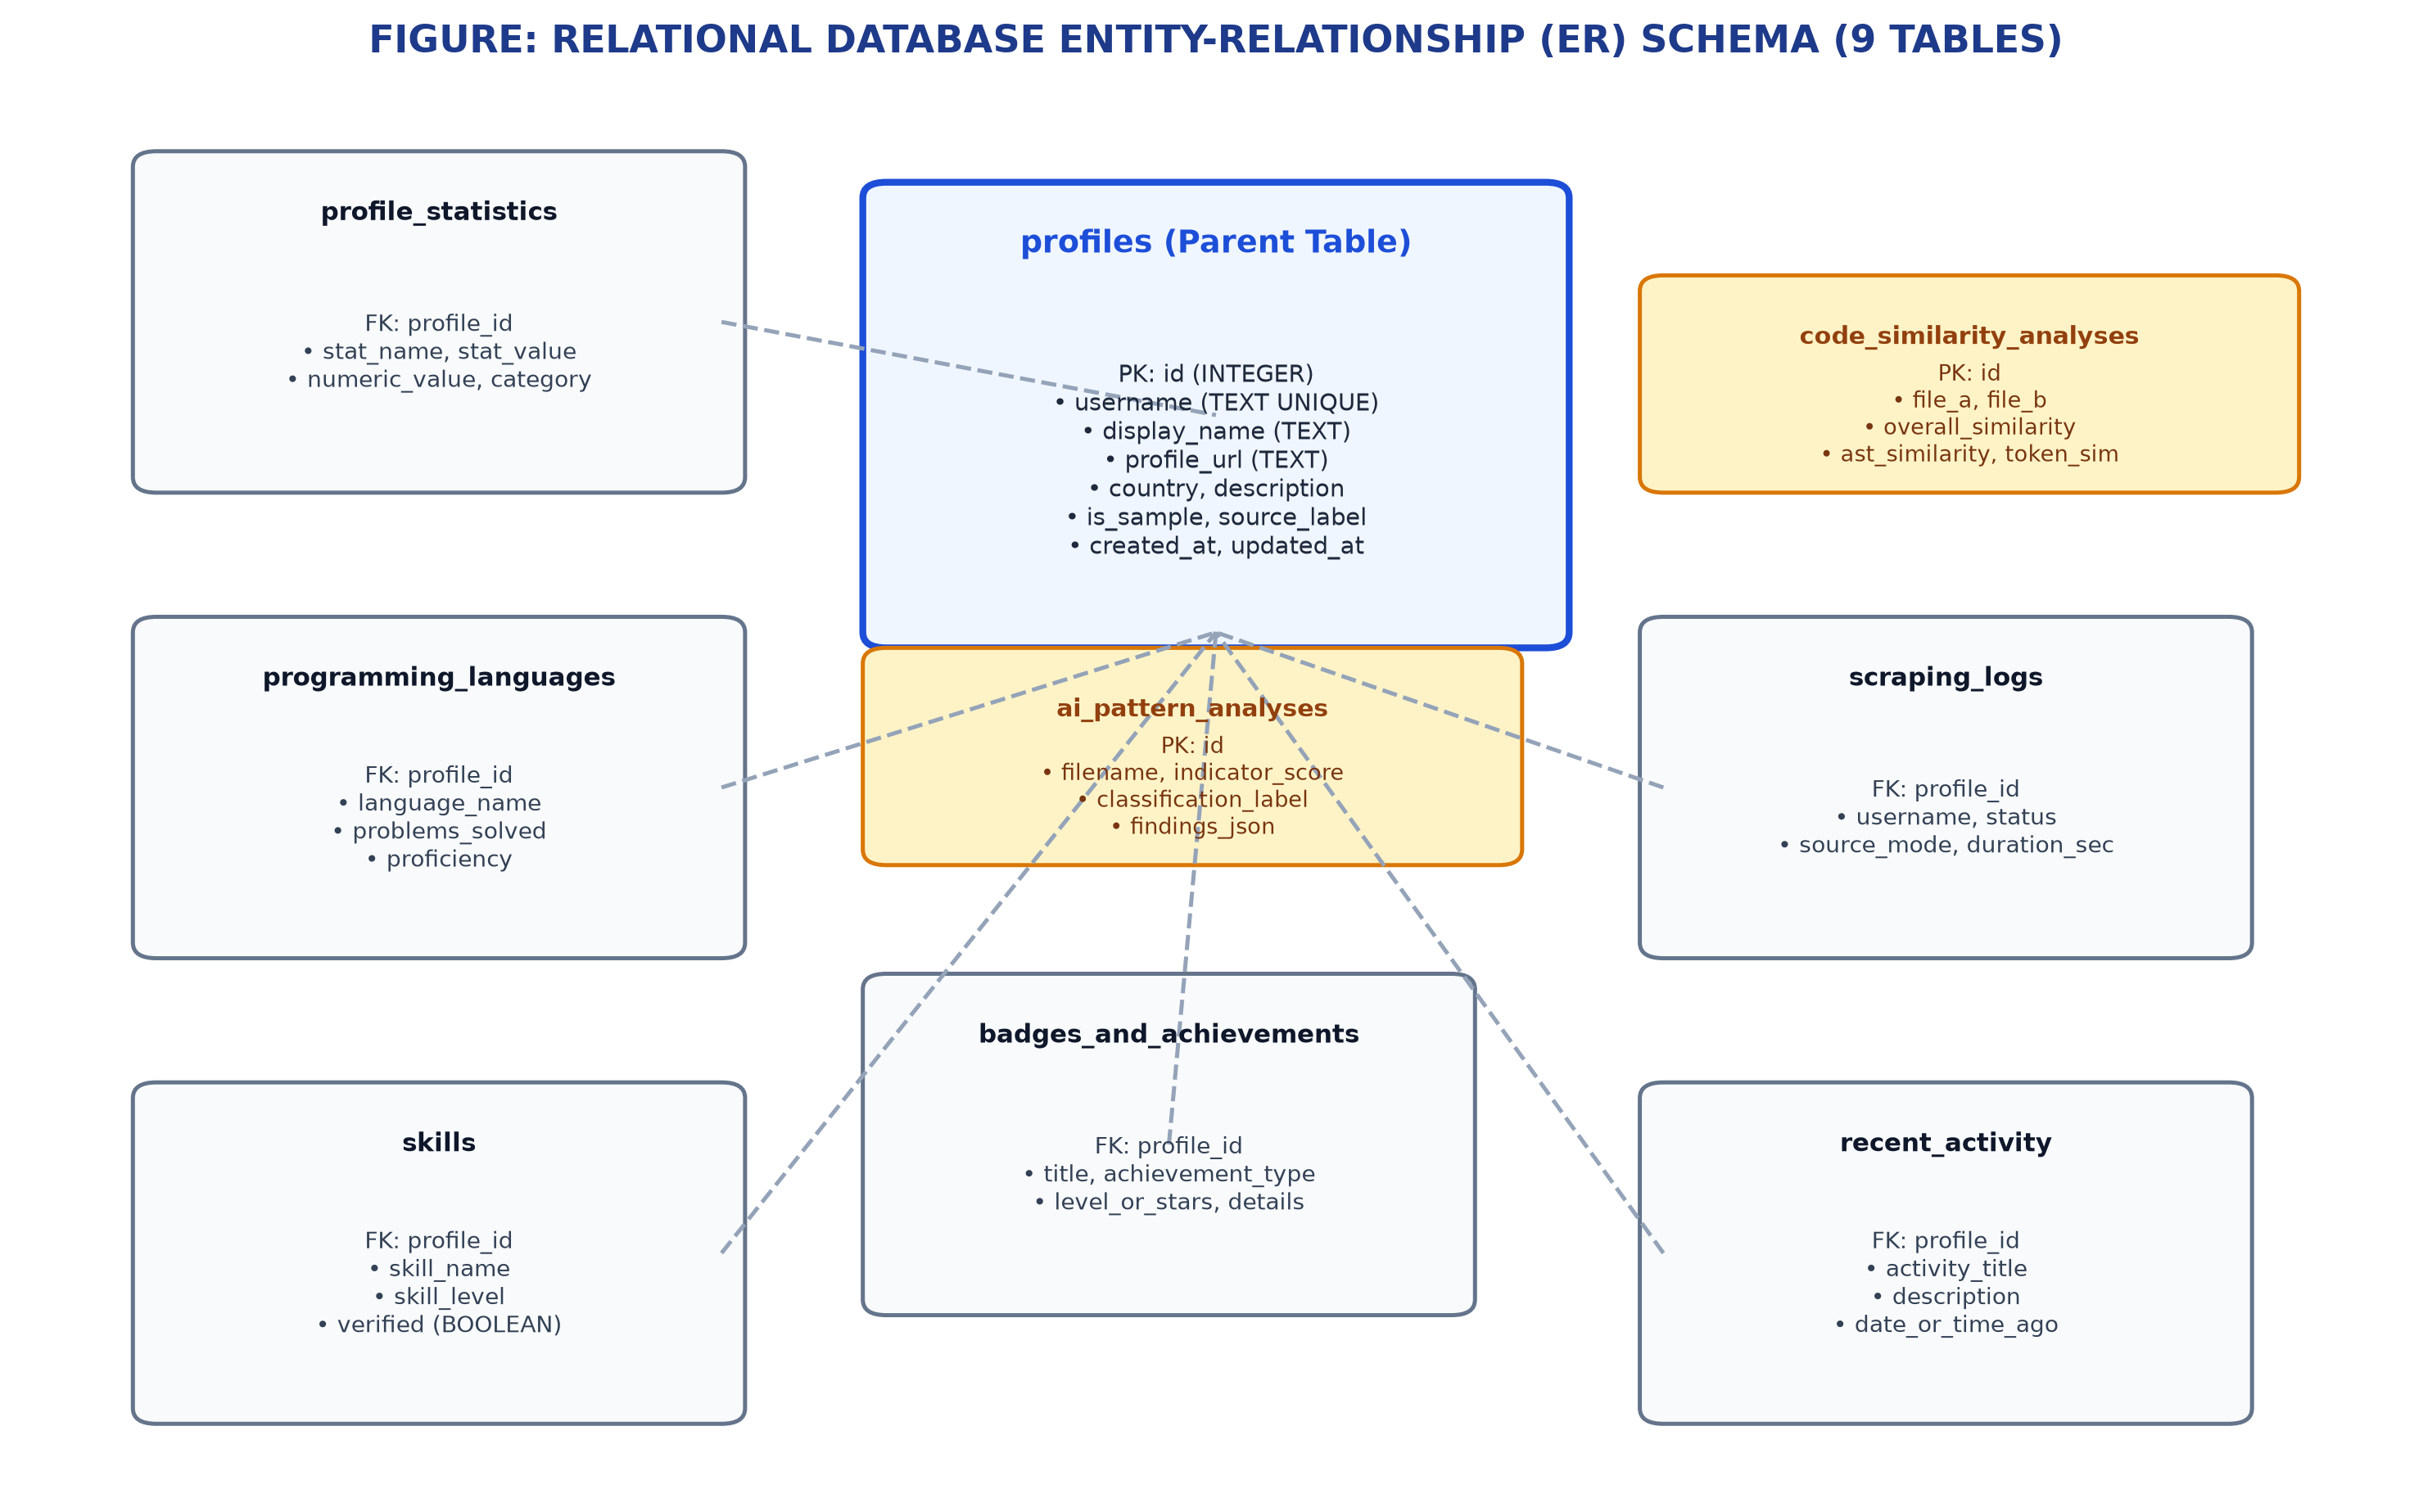 FIGURE: RELATIONAL DATABASE ENTITY-RELATIONSHIP (ER) SCHEMA (9 TABLES)
profile_statistics
FK: profile_id
• stat_name, stat_value
• numeric_value, category
profiles (Parent Table)
PK: id (INTEGER)
• username (TEXT UNIQUE)
• display_name (TEXT)
• profile_url (TEXT)
• country, description
• is_sample, source_label
• created_at, updated_at
code_similarity_analyses
PK: id
• file_a, file_b
• overall_similarity
• ast_similarity, token_sim
programming_languages
FK: profile_id
• language_name
• problems_solved
• proficiency
ai_pattern_analyses
PK: id
• filename, indicator_score
• classification_label
• findings_json
scraping_logs
FK: profile_id
• username, status
• source_mode, duration_sec
skills
FK: profile_id
• skill_name
• skill_level
• verified (BOOLEAN)
badges_and_achievements
FK: profile_id
• title, achievement_type
• level_or_stars, details
recent_activity
FK: profile_id
• activity_title
• description
• date_or_time_ago